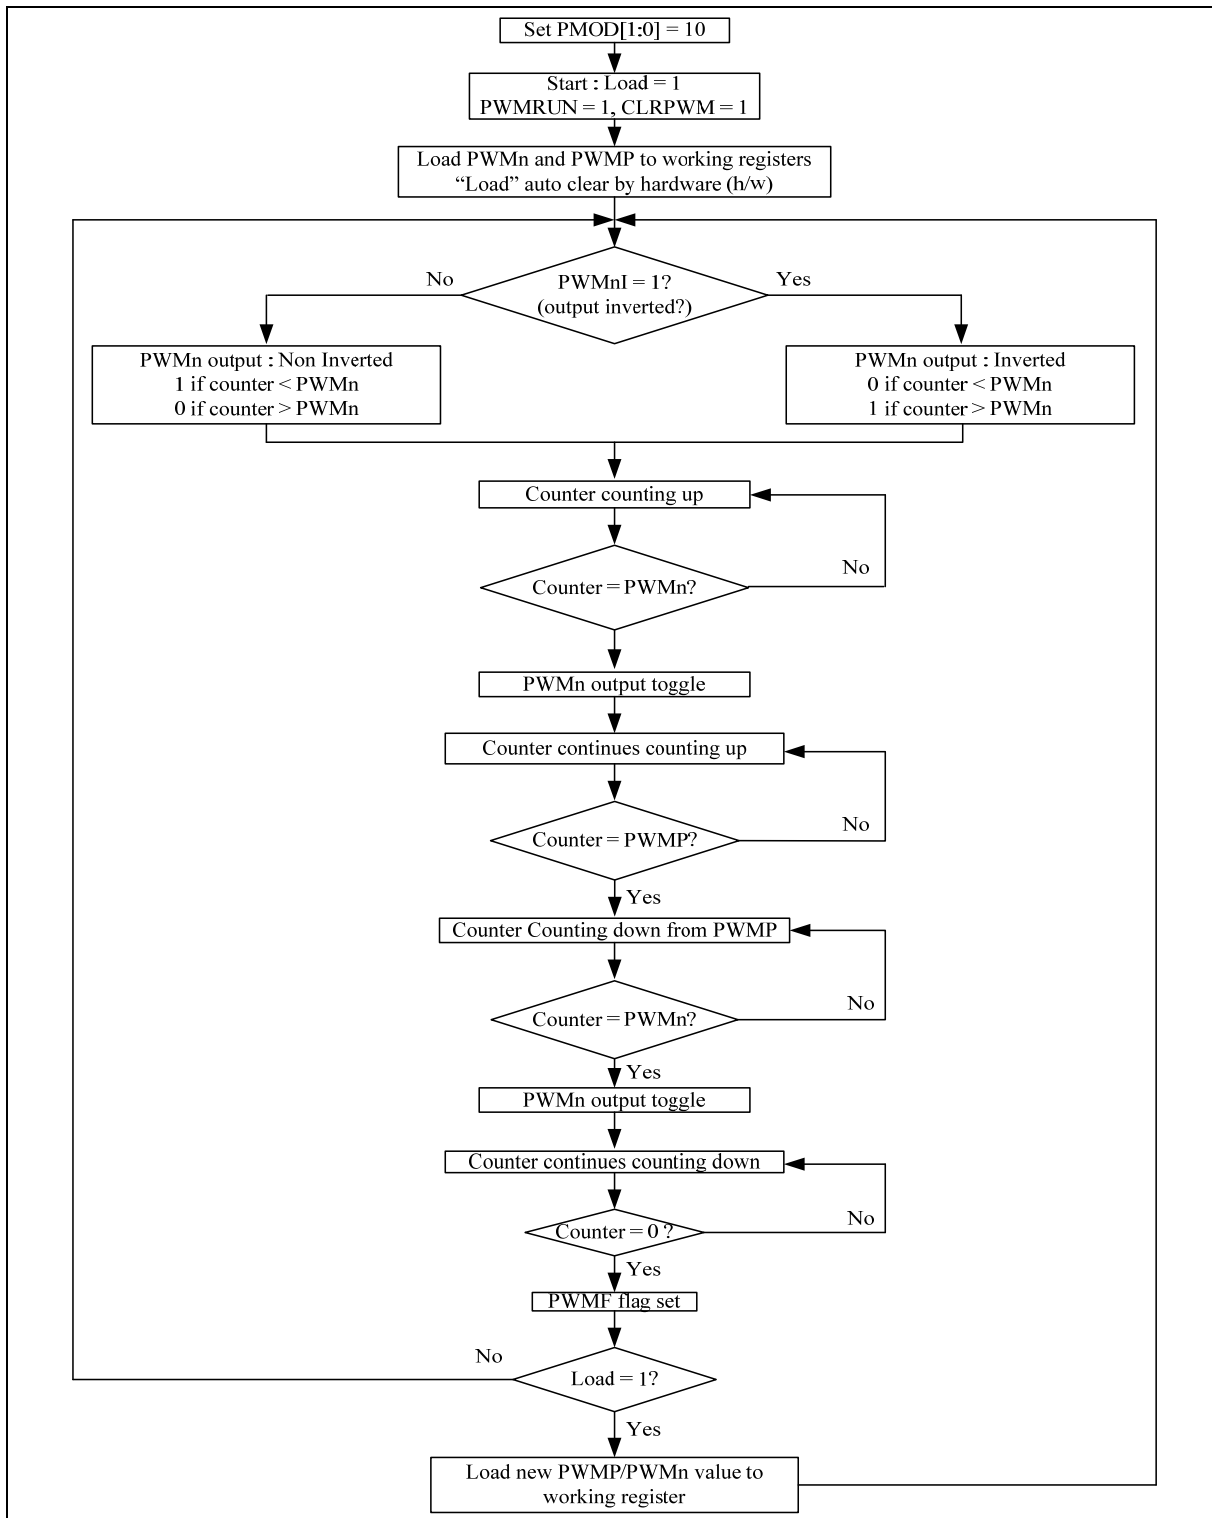 Set PMOD[1:0] = 10
Start : Load = 1
PWMRUN = 1, CLRPWM = 1
Load PWMn and PWMP to working registers
“Load” auto clear by hardware (h/w)
PWMnI = 1?
(output inverted?)
No
Yes
PWMn output : Non Inverted
1 if counter < PWMn
0 if counter > PWMn
PWMn output : Inverted
0 if counter < PWMn
1 if counter > PWMn
Counter counting up
Counter = PWMn?
No
PWMn output toggle
Counter continues counting up
Counter = PWMP?
No
Yes
Counter Counting down from PWMP
Counter = PWMn?
No
Yes
PWMn output toggle
Counter continues counting down
Counter = 0 ?
No
Yes
PWMF flag set
Load = 1?
No
Yes
Load new PWMP/PWMn value to
working register